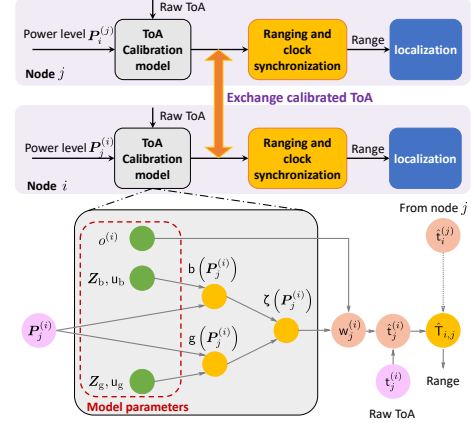 Raw ToA
Power level P_i^(j)
ToA
Calibration
model
Ranging and
clock
synchronization
Range
localization
Node j
Exchange calibrated ToA
Raw ToA
Power level P_j^(i)
ToA
Calibration
model
Ranging and
clock
synchronization
Range
localization
Node i
From node j
o^(i)
t̂_i^(j)
Z_b, u_b
b (P_j^(i))
ζ (P_j^(i))
P_j^(i)
w_j^(i)
t̂_j^(i)
T̂_i,j
g (P_j^(i))
Z_g, u_g
t_j^(i)
Range
Model parameters
Raw ToA